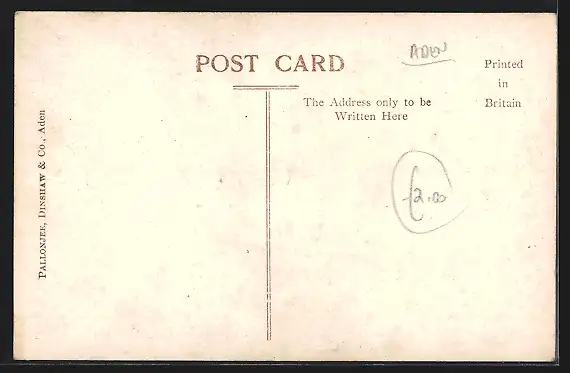 POST CARD
ADEN
Printed
in
Britain
The Address only to be
Written Here
£2.00
PALLONJEE, DINSHAW & CO., Aden